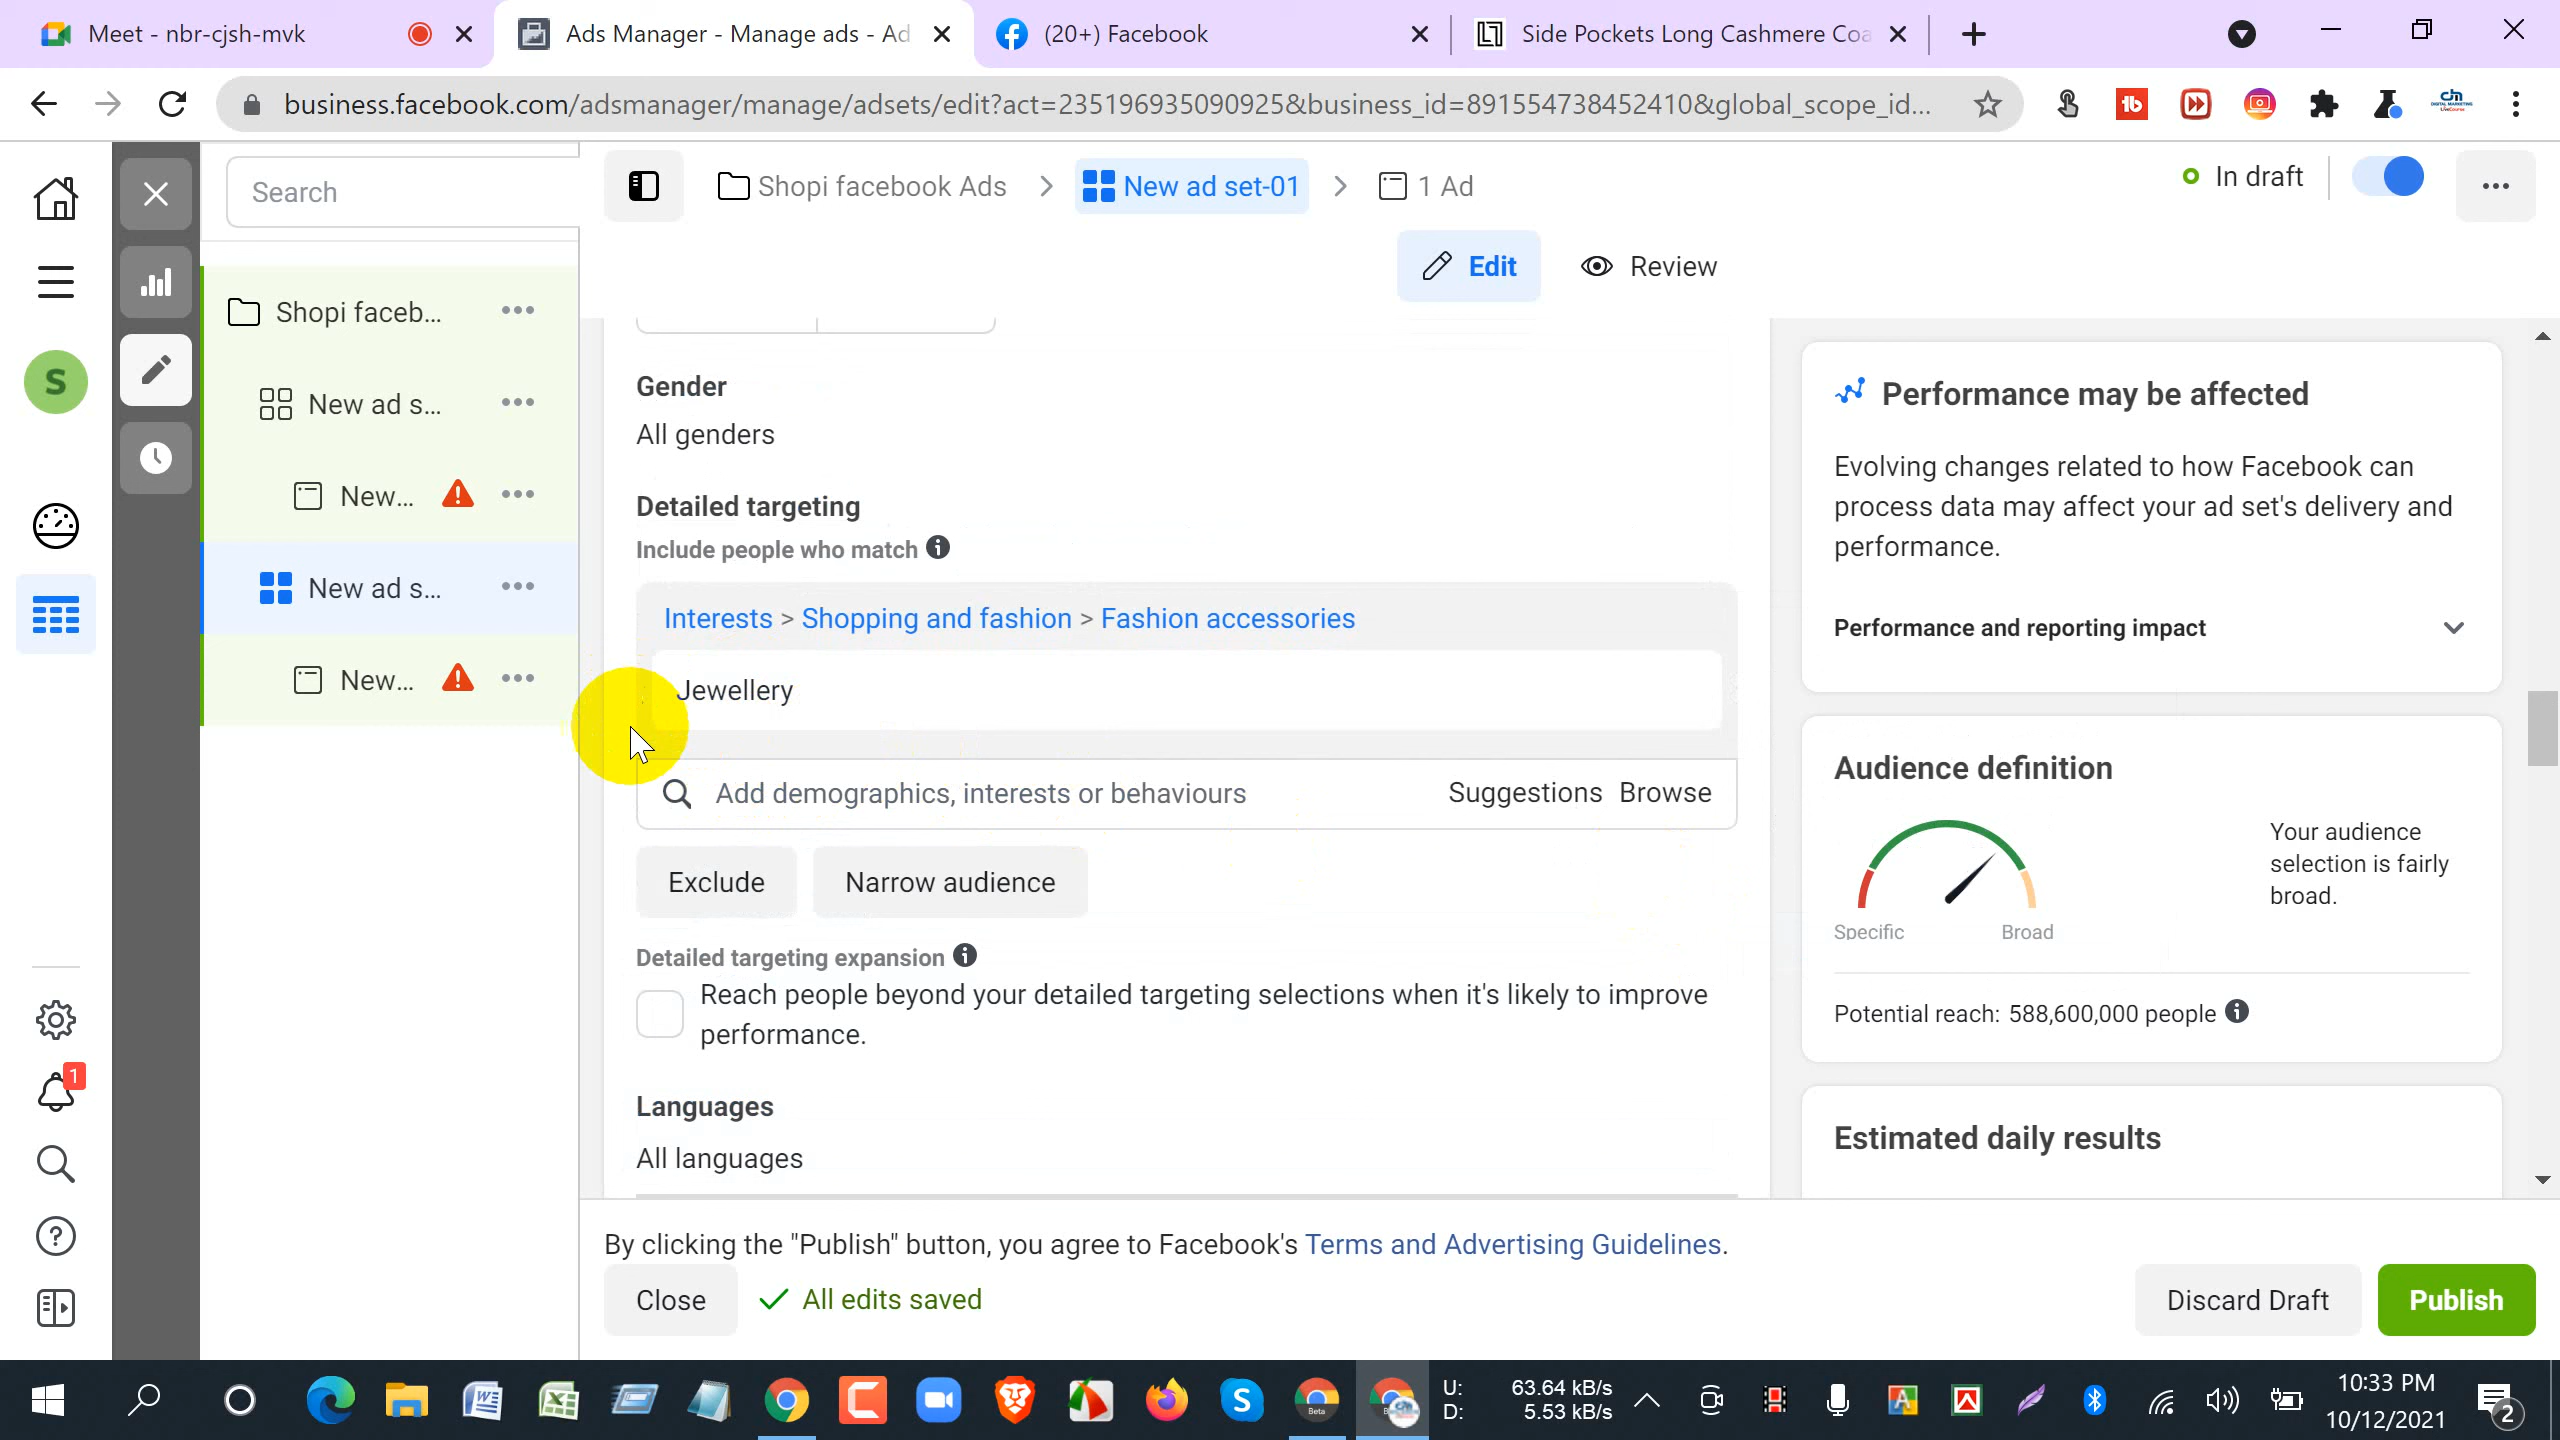 Meet - nbr-cjsh-mvk
Ads Manager - Manage ads - Ad
(20+) Facebook
Side Pockets Long Cashmere Coa
business.facebook.com/adsmanager/manage/adsets/edit?act=235196935090925&business_id=891554738452410&global_scope_id...
Search
Shopi facebook Ads
New ad set-01
1 Ad
In draft
Edit
Review
S
Shopi faceb...
New ad s...
New...
New ad s...
New...
Gender
All genders
Detailed targeting
Include people who match
Interests > Shopping and fashion > Fashion accessories
Jewellery
Add demographics, interests or behaviours
Suggestions
Browse
Exclude
Narrow audience
Detailed targeting expansion
Reach people beyond your detailed targeting selections when it's likely to improve
performance.
Languages
All languages
Performance may be affected
Evolving changes related to how Facebook can
process data may affect your ad set's delivery and
performance.
Performance and reporting impact
Audience definition
Your audience
selection is fairly
broad.
Specific
Broad
Potential reach: 588,600,000 people
Estimated daily results
By clicking the "Publish" button, you agree to Facebook's Terms and Advertising Guidelines.
Close
All edits saved
Discard Draft
Publish
1
U: 63.64 kB/s
D: 5.53 kB/s
10:33 PM
10/12/2021
2